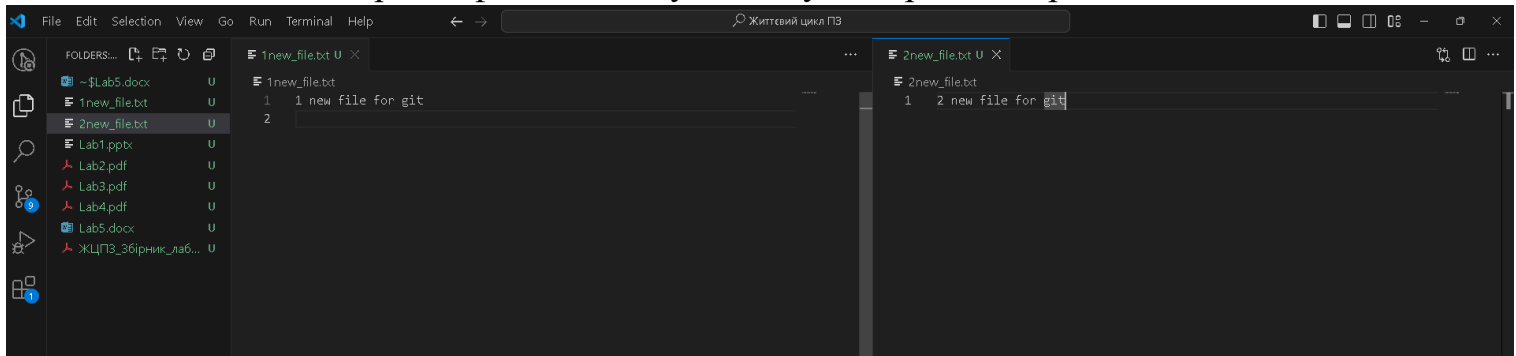 File Edit Selection View Go Run Terminal Help Життєвий цикл ПЗ
FOLDERS:...
~$Lab5.docx U
1new_file.txt U
2new_file.txt U
Lab1.pptx U
Lab2.pdf U
Lab3.pdf U
Lab4.pdf U
Lab5.docx U
ЖЦПЗ_Збірник_лаб... U
9
1
1new_file.txt U
1new_file.txt
1 1 new file for git
2
2new_file.txt U
2new_file.txt
1 2 new file for git